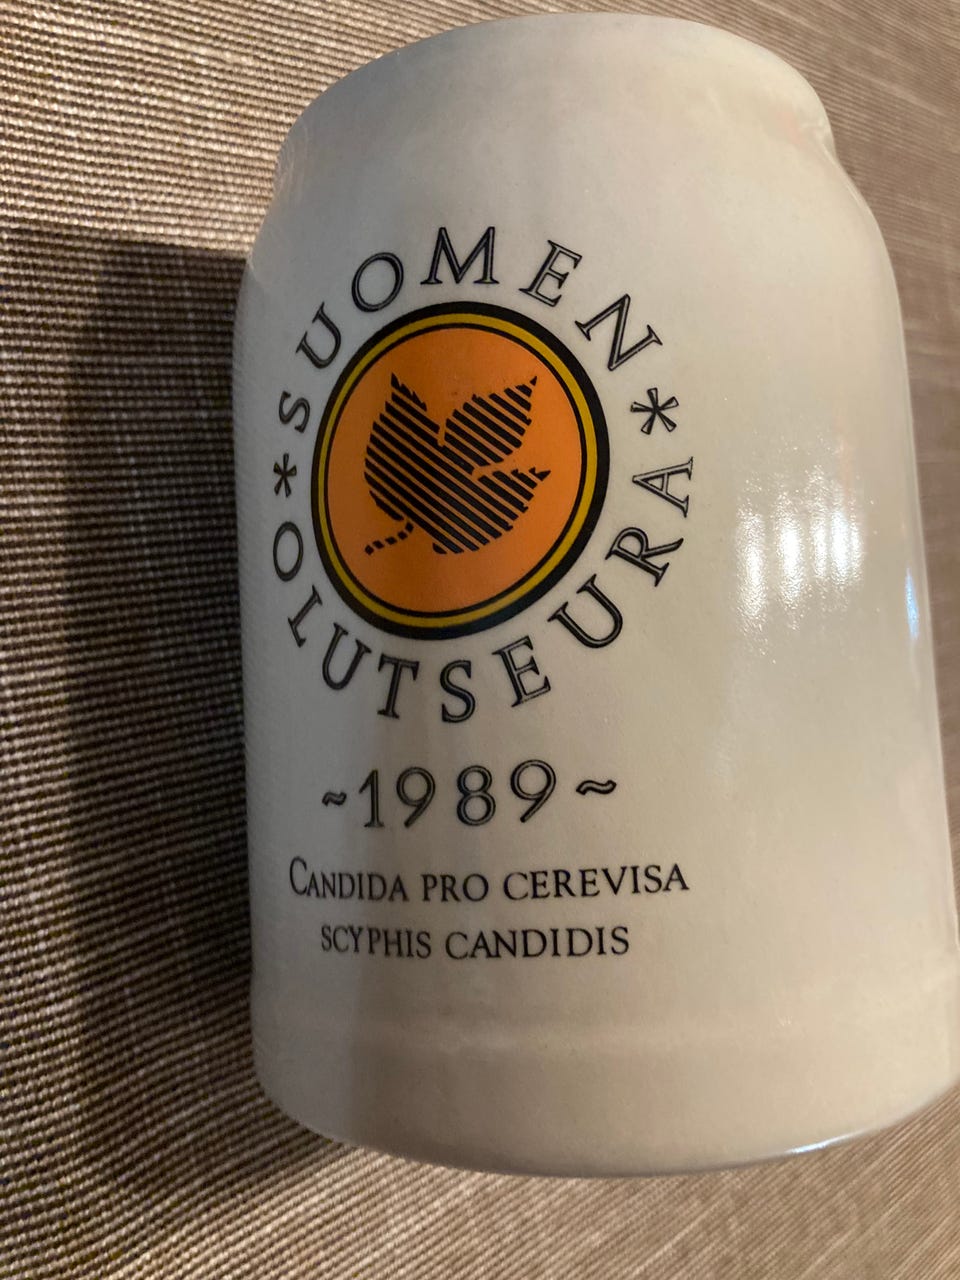 *SUOMEN*
OLUTSEURA
~1989~
CANDIDA PRO CEREVISA
SCYPHIS CANDIDIS